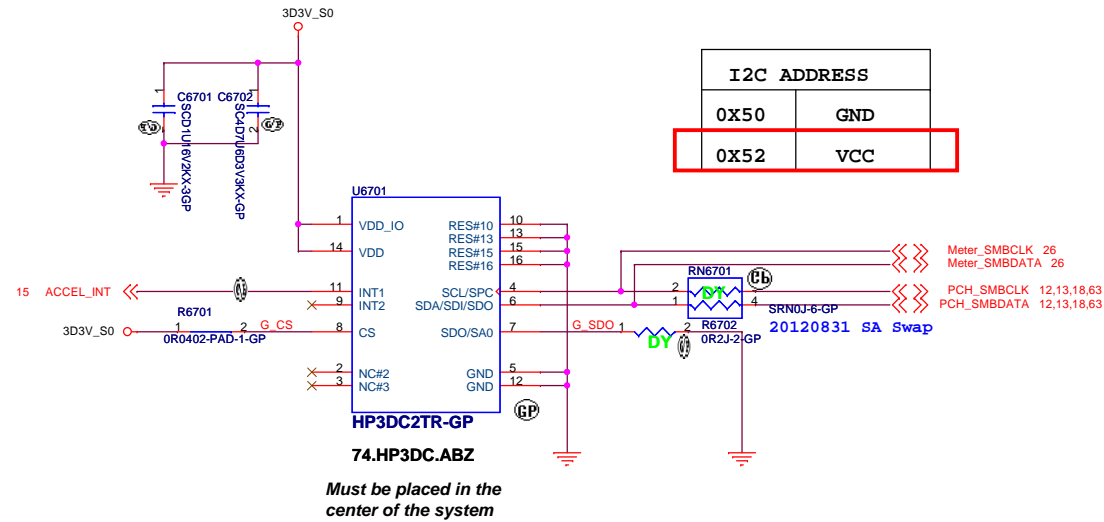 3D3V_S0
I2C ADDRESS
0X50 GND
0X52 VCC
1 1
C6701 C6702
SCD1U16V2KX-3GP
SC4D7U6D3V3KX-GP
2 2
U6701
1 VDD_IO RES#10 10
RES#13 13
14 VDD RES#15 15
RES#16 16
Meter_SMBCLK 26
Meter_SMBDATA 26
RN6701
15 ACCEL_INT 11 INT1 SCL/SPC 4 2 DY 3 PCH_SMBCLK 12,13,18,63
9 INT2 SDA/SDI/SDO 6 1 4 PCH_SMBDATA 12,13,18,63
SRN0J-6-GP
20120831 SA Swap
R6701
3D3V_S0 1 2 G_CS 8 CS SDO/SA0 7 G_SDO 1 DY 2 R6702
0R0402-PAD-1-GP 0R2J-2-GP
2 NC#2 GND 5
3 NC#3 GND 12
GP
HP3DC2TR-GP
74.HP3DC.ABZ
Must be placed in the
center of the system